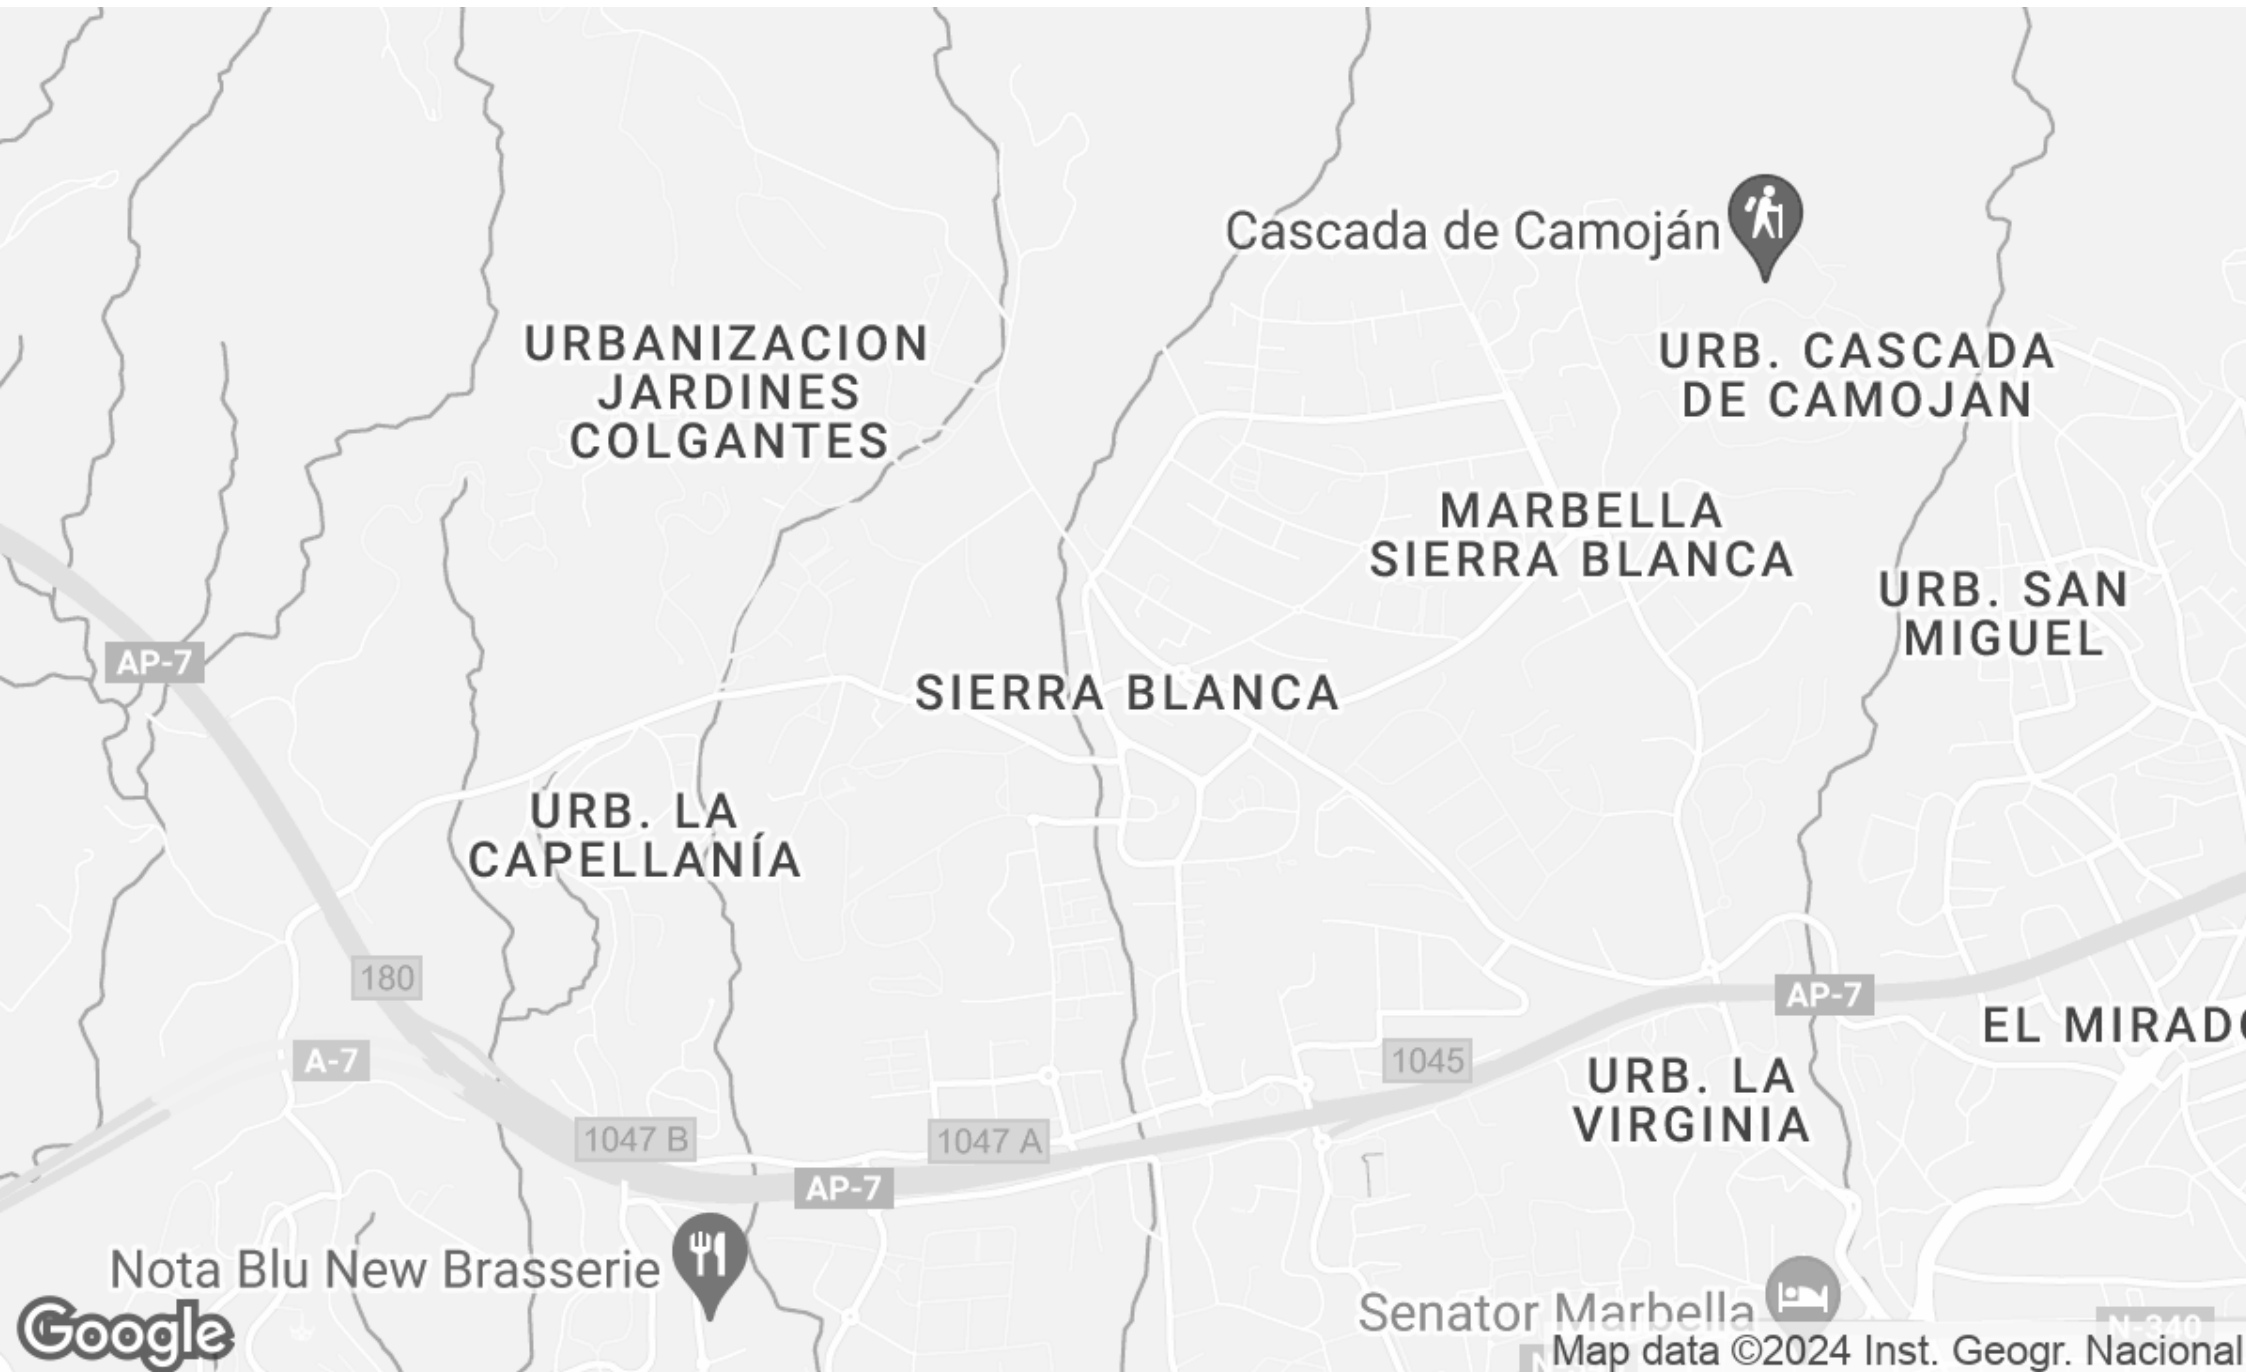 Cascada de Camoján
URBANIZACION
JARDINES
COLGANTES
URB. CASCADA
DE CAMOJAN
MARBELLA
SIERRA BLANCA
URB. SAN
MIGUEL
AP-7
SIERRA BLANCA
URB. LA
CAPELLANÍA
180
AP-7
EL MIRADO
A-7
1045
URB. LA
VIRGINIA
1047 B
1047 A
AP-7
Nota Blu New Brasserie
Senator Marbella
Google
N-340
Map data ©2024 Inst. Geogr. Nacional